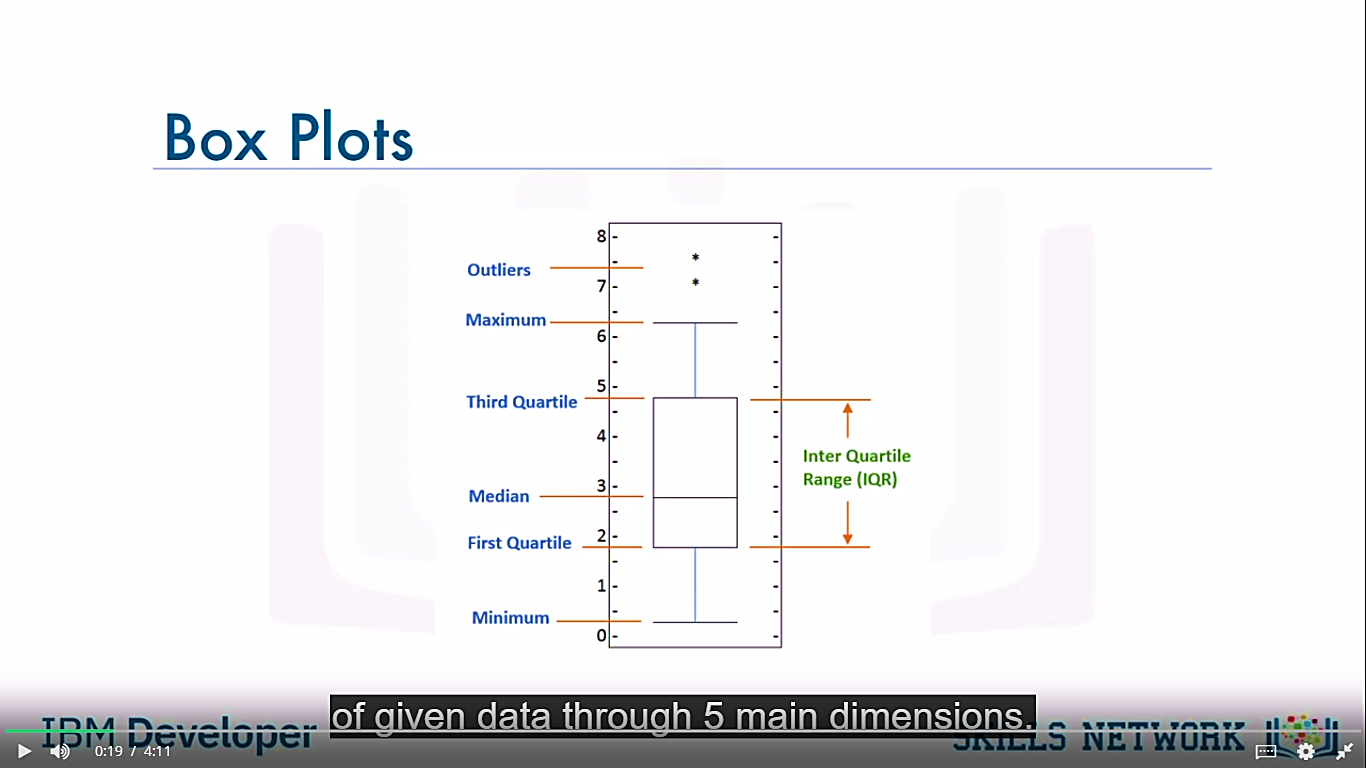 Box Plots
8
Outliers
*
*
7
Maximum
6
5
Third Quartile
4
Inter Quartile
Range (IQR)
3
Median
2
First Quartile
1
Minimum
0
of given data through 5 main dimensions.
IBM Developer
SKILLS NETWORK
0:19 / 4:11